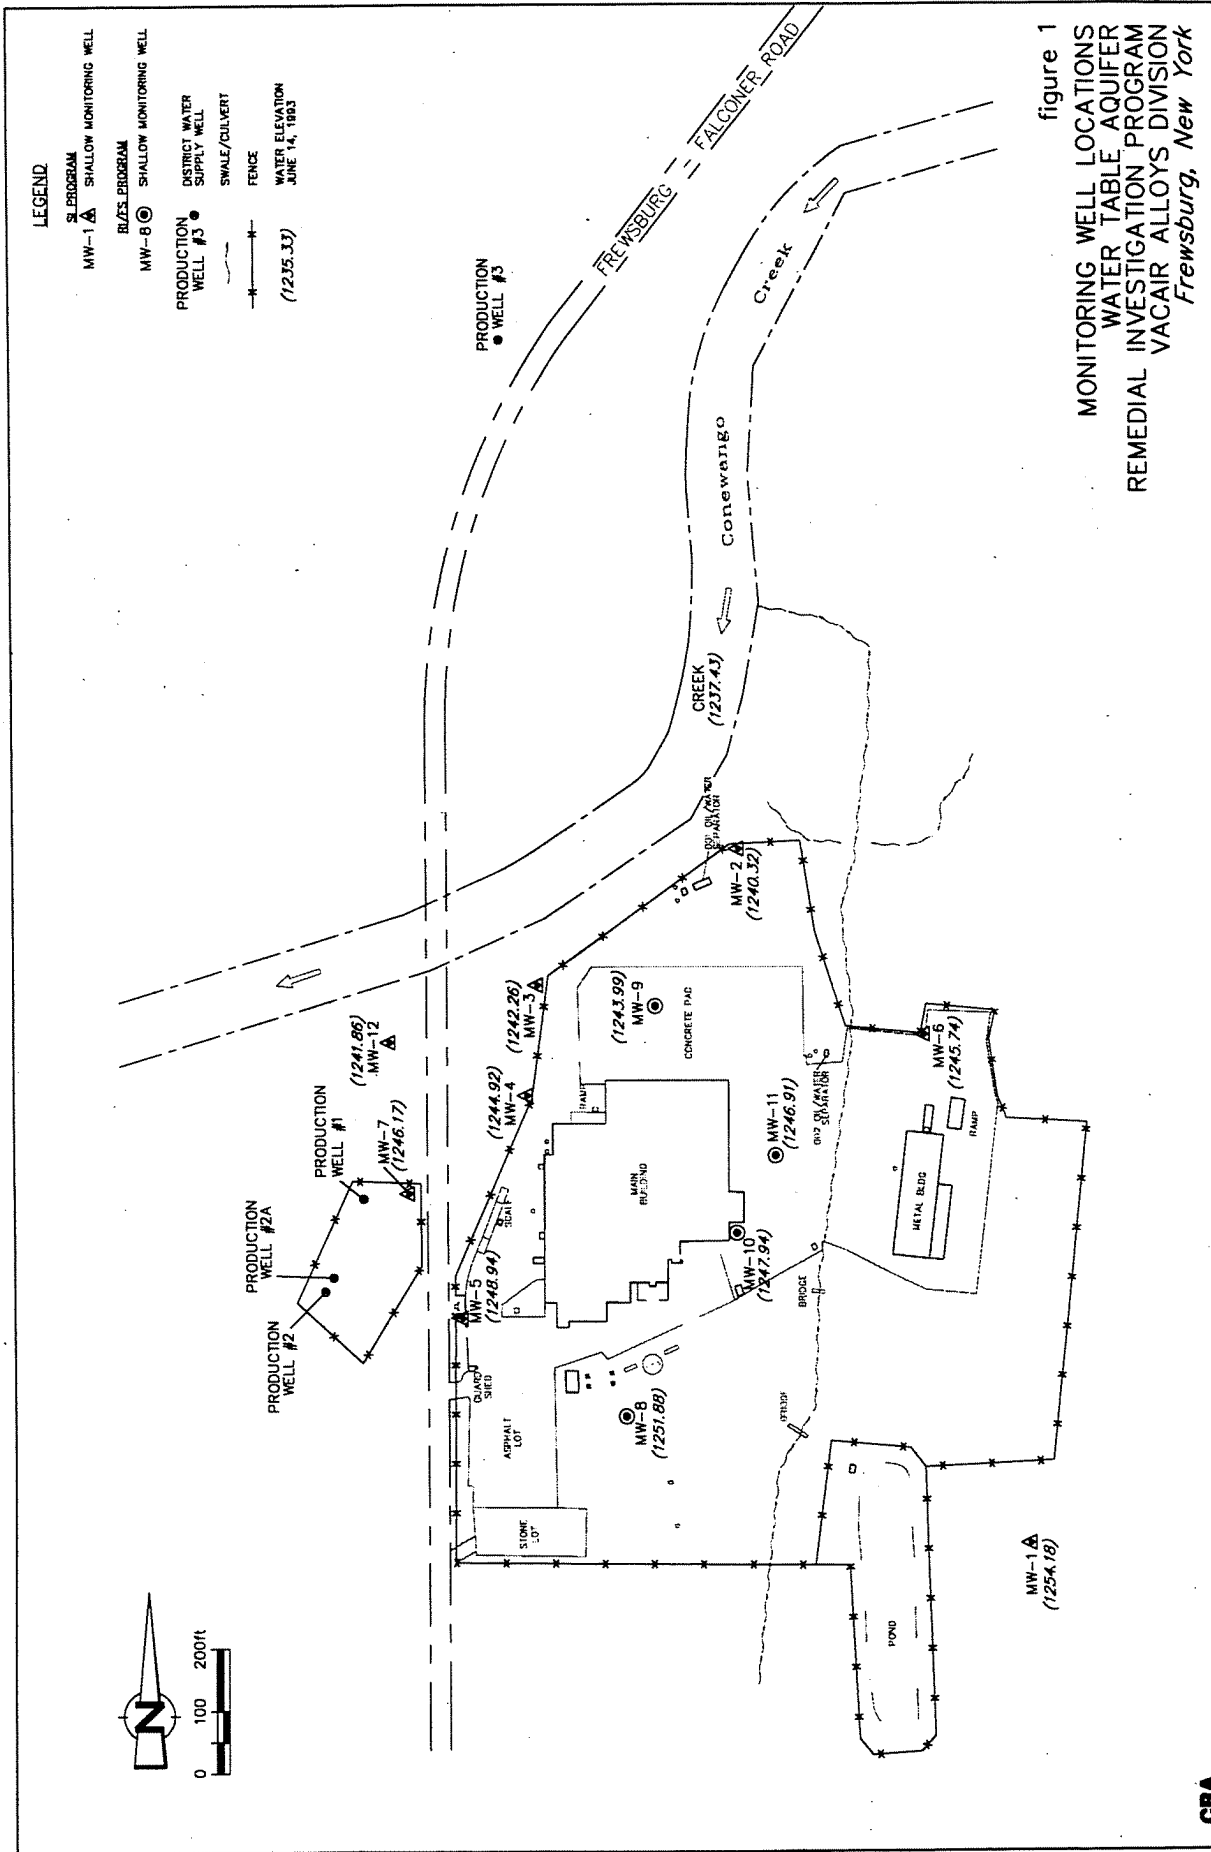 LEGEND
SI PROGRAM
MW-1 SHALLOW MONITORING WELL
RI/FS PROGRAM
MW-8 SHALLOW MONITORING WELL
PRODUCTION
WELL #3
DISTRICT WATER
SUPPLY WELL
SWALE/CULVERT
FENCE
(1235.33)
WATER ELEVATION
JUNE 14, 1993
N
0 100 200ft
FREWSBURG
FALCONER ROAD
PRODUCTION
WELL #3
Creek
Conewango
CREEK
(1237.43)
PRODUCTION
WELL #1
PRODUCTION
WELL #2A
PRODUCTION
WELL #2
(1241.86)
MW-12
MW-7
(1246.17)
(1242.26)
MW-3
(1244.92)
MW-4
MW-5
(1248.94)
(1243.99)
MW-9
MW-2
(1240.32)
OIL/WATER
SEPARATOR
CONCRETE PAD
RAMP
SCALE
MAIN
BUILDING
GUARD
SHED
ASPHALT
LOT
STONE
LOT
MW-8
(1251.88)
MW-10
(1247.94)
MW-11
(1246.91)
OIL/WATER
SEPARATOR
MW-6
(1245.74)
METAL BLDG
RAMP
BRIDGE
BRIDGE
POND
MW-1
(1254.18)
figure 1
MONITORING WELL LOCATIONS
WATER TABLE AQUIFER
REMEDIAL INVESTIGATION PROGRAM
VACAIR ALLOYS DIVISION
Frewsburg, New York
CRA